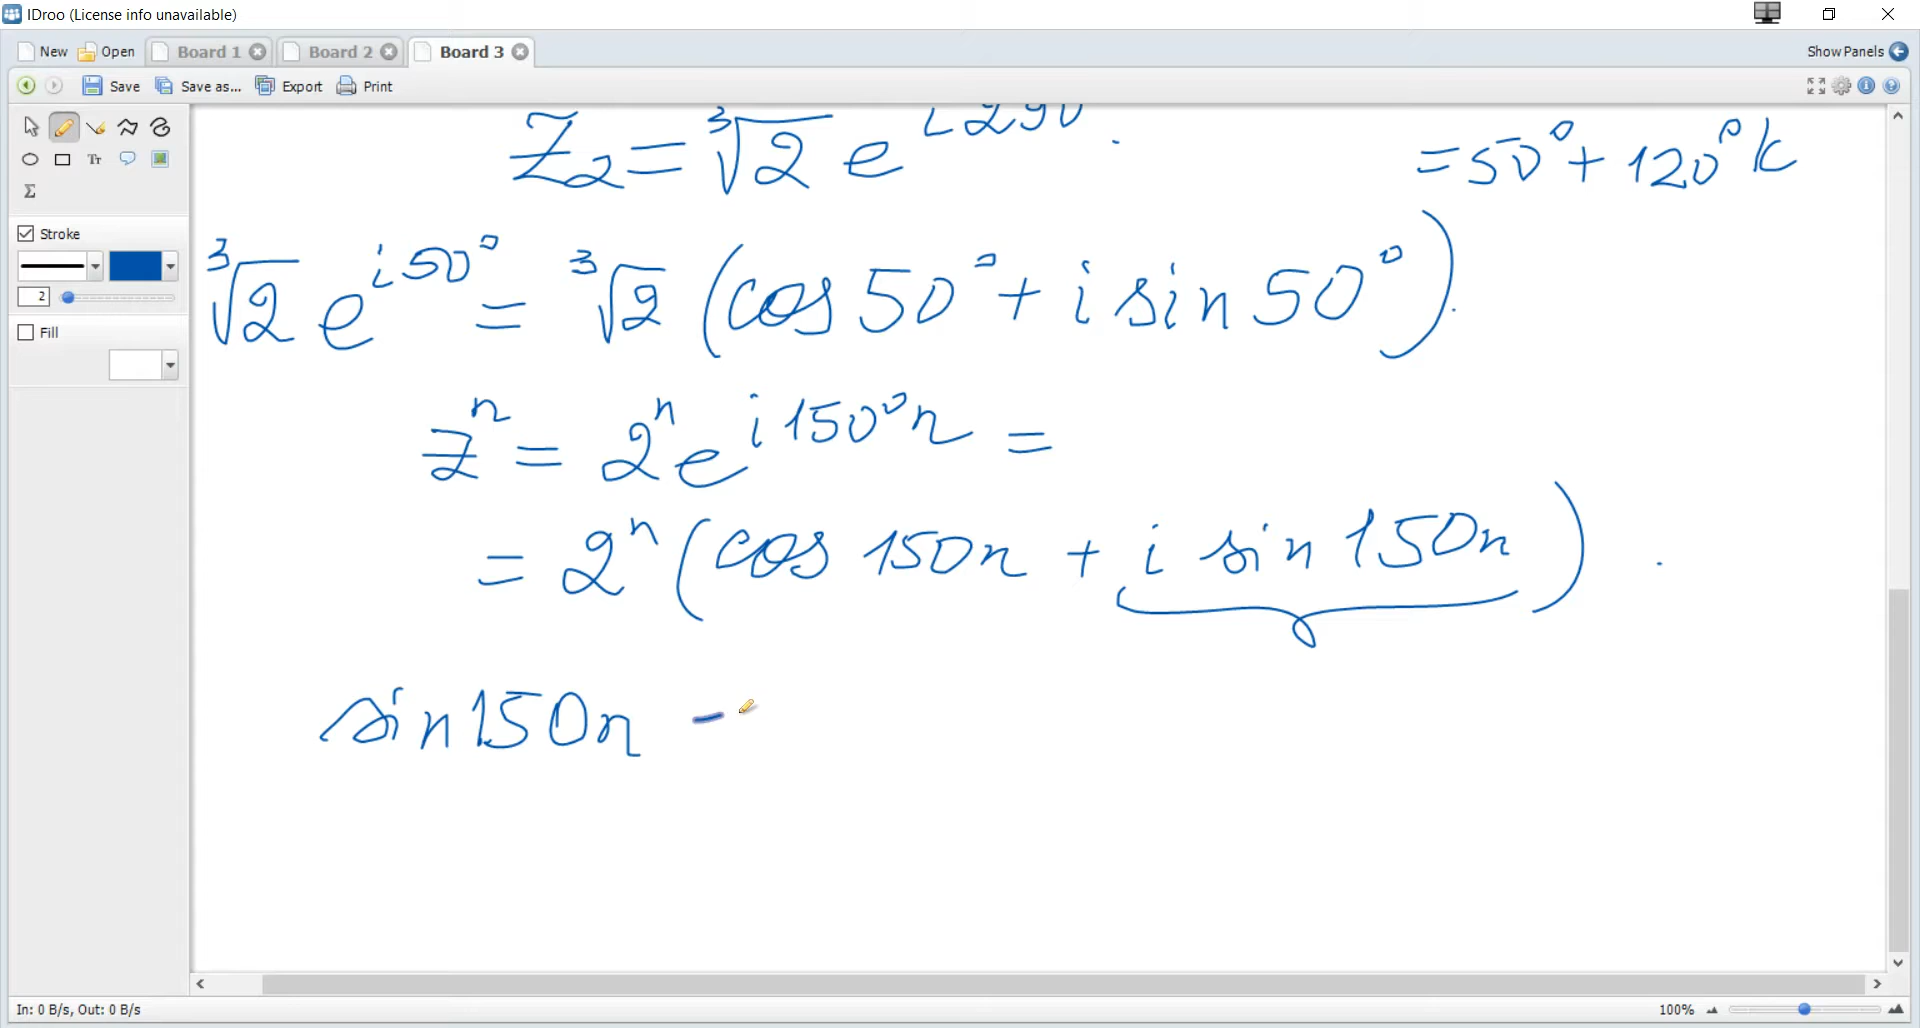 IDroo (License info unavailable)
New Open Board 1 Board 2 Board 3 Show Panels
Save Save as... Export Print
Tт
Σ
Stroke
2
Fill
Z₂ = ∛2 e^{i290}.
= 50° + 120°k
∛2 e^{i50°} = ∛2 (cos 50° + i sin 50°).
z^n = 2^n e^{i150°n} =
= 2^n (cos 150n + i sin 150n).
sin 150n -
In: 0 B/s, Out: 0 B/s 100%